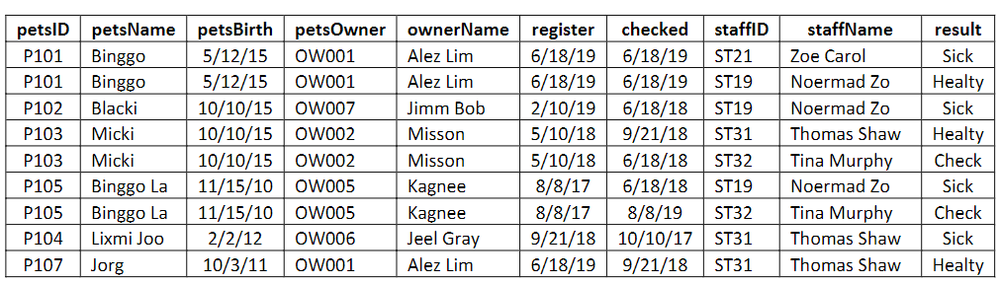 petsID petsName petsBirth petsOwner ownerName register checked staffID staffName result
P101 Binggo 5/12/15 OW001 Alez Lim 6/18/19 6/18/19 ST21 Zoe Carol Sick
P101 Binggo 5/12/15 OW001 Alez Lim 6/18/19 6/18/18 ST19 Noermad Zo Healty
P102 Blacki 10/10/15 OW007 Jimm Bob 2/10/19 6/18/18 ST19 Noermad Zo Sick
P103 Micki 10/10/15 OW002 Misson 5/10/18 9/21/18 ST31 Thomas Shaw Healty
P103 Micki 10/10/15 OW002 Misson 5/10/18 6/18/18 ST32 Tina Murphy Check
P105 Binggo La 11/15/10 OW005 Kagnee 8/8/17 6/18/18 ST19 Noermad Zo Sick
P105 Binggo La 11/15/10 OW005 Kagnee 8/8/17 8/8/19 ST32 Tina Murphy Check
P104 Lixmi Joo 2/2/12 OW006 Jeel Gray 9/21/18 10/10/17 ST31 Thomas Shaw Sick
P107 Jorg 10/3/11 OW001 Alez Lim 6/18/19 9/21/18 ST31 Thomas Shaw Healty